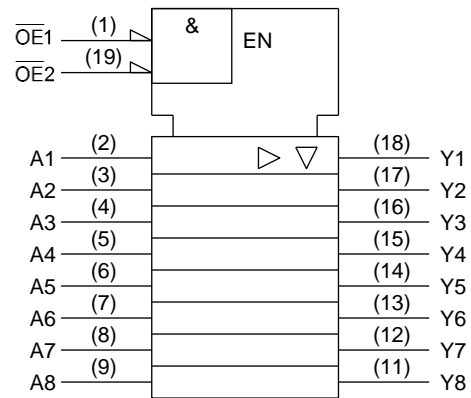 OE1 (1) & EN
OE2 (19)
A1 (2) (18) Y1
A2 (3) (17) Y2
A3 (4) (16) Y3
A4 (5) (15) Y4
A5 (6) (14) Y5
A6 (7) (13) Y6
A7 (8) (12) Y7
A8 (9) (11) Y8